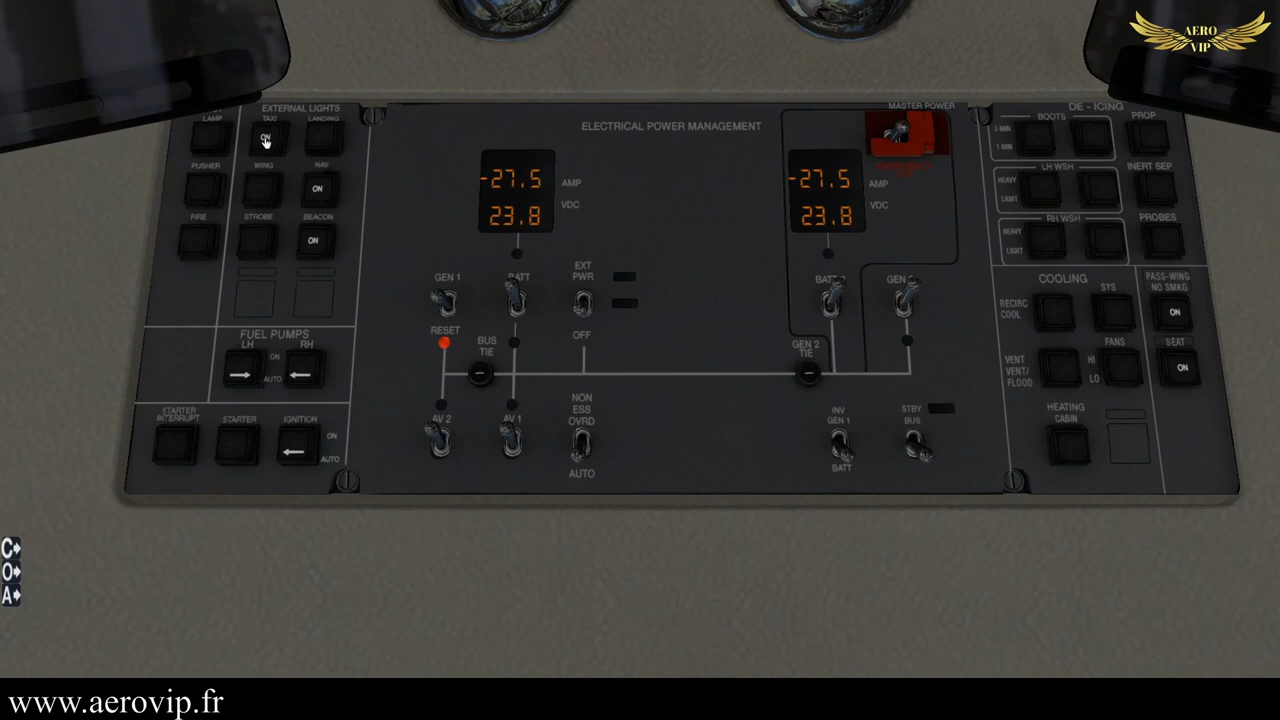 AERO
VIP
LAMP
EXTERNAL LIGHTS
TAXI
LANDING
ON
PUSHER
WING
NAV
ON
FIRE
STROBE
BEACON
ON
FUEL PUMPS
LH
RH
ON
AUTO
STARTER
INTERRUPT
STARTER
IGNITION
ON
AUTO
ELECTRICAL POWER MANAGEMENT
-27.5
AMP
23.8
VDC
GEN 1
BATT
EXT
PWR
RESET
OFF
BUS
TIE
AV 2
AV 1
NON
ESS
OVRD
AUTO
MASTER POWER
-27.5
AMP
23.8
VDC
BATT
GEN
GEN 2
TIE
INV
GEN 1
BATT
STBY
BUS
DE - ICING
BOOTS
PROP
3 MIN
1 MIN
LH WSH
INERT SEP
HEAVY
LIGHT
RH WSH
PROBES
HEAVY
LIGHT
COOLING
SYS
RECIRC
COOL
FANS
VENT
VENT/
FLOOD
HI
LO
HEATING
CABIN
PASS-WING
NO SMKG
ON
SEAT
ON
C
O
A
www.aerovip.fr